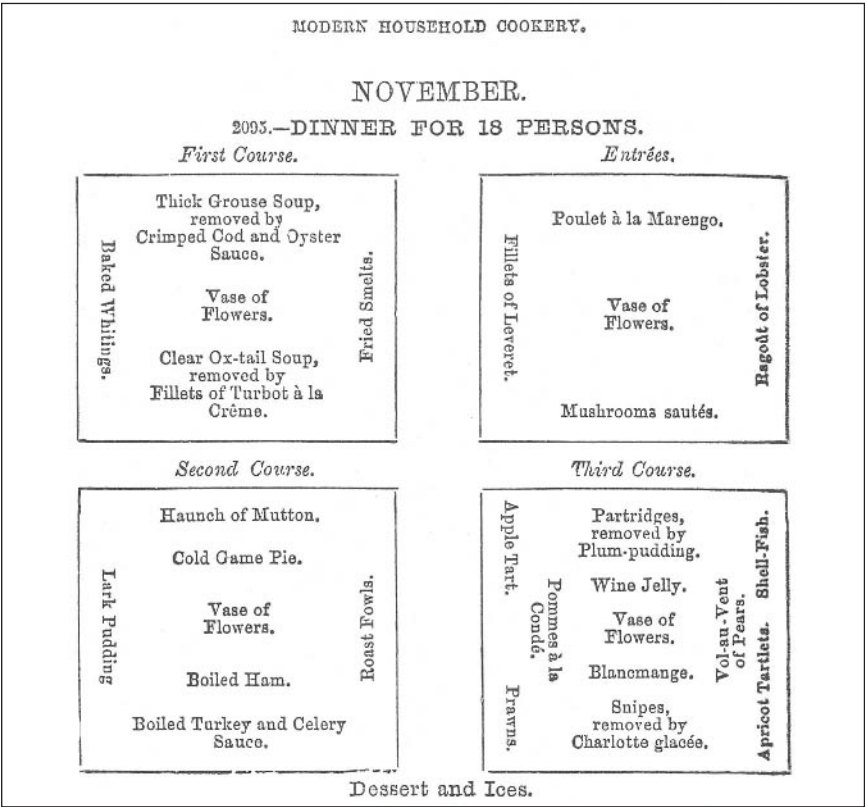 MODERN HOUSEHOLD COOKERY.
NOVEMBER.
2095.—DINNER FOR 18 PERSONS.
First Course.
Thick Grouse Soup,
removed by
Crimped Cod and Oyster
Sauce.
Baked Whitings.
Vase of
Flowers.
Fried Smelts.
Clear Ox-tail Soup,
removed by
Fillets of Turbot à la
Crême.
Entrées.
Poulet à la Marengo.
Fillets of Leveret.
Vase of
Flowers.
Ragoût of Lobster.
Mushrooms sautés.
Second Course.
Haunch of Mutton.
Cold Game Pie.
Lark Pudding
Vase of
Flowers.
Roast Fowls.
Boiled Ham.
Boiled Turkey and Celery
Sauce.
Third Course.
Apple Tart.
Partridges,
removed by
Plum-pudding.
Shell-Fish.
Wine Jelly.
Pommes à la
Condé.
Vase of
Flowers.
Vol-au-Vent
of Pears.
Blancmange.
Prawns.
Snipes,
removed by
Charlotte glacée.
Apricot Tartlets.
Dessert and Ices.